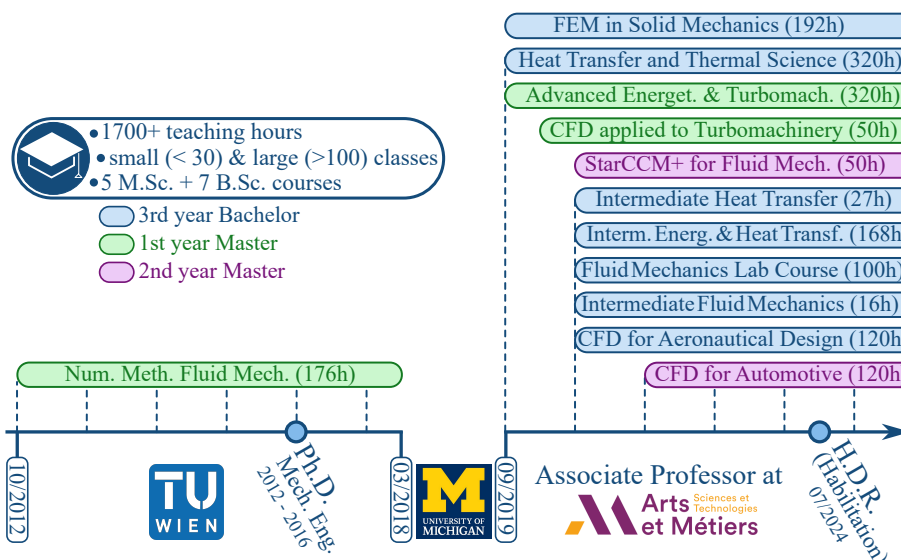 FEM in Solid Mechanics (192h)
Heat Transfer and Thermal Science (320h)
Advanced Energet. & Turbomach. (320h)
CFD applied to Turbomachinery (50h)
StarCCM+ for Fluid Mech. (50h)
Intermediate Heat Transfer (27h)
Interm. Energ. & Heat Transf. (168h
Fluid Mechanics Lab Course (100h)
Intermediate Fluid Mechanics (16h)
CFD for Aeronautical Design (120h
CFD for Automotive (120h
•1700+ teaching hours
•small (< 30) & large (>100) classes
•5 M.Sc. + 7 B.Sc. courses
3rd year Bachelor
1st year Master
2nd year Master
Num. Meth. Fluid Mech. (176h)
10/2012
TU
WIEN
Ph.D.
Mech. Eng.
2012 - 2016
03/2018
M
UNIVERSITY OF
MICHIGAN
09/2019
Associate Professor at
Arts
et Métiers
Sciences et
Technologies
H.D.R.
(Habilitation)
07/2024